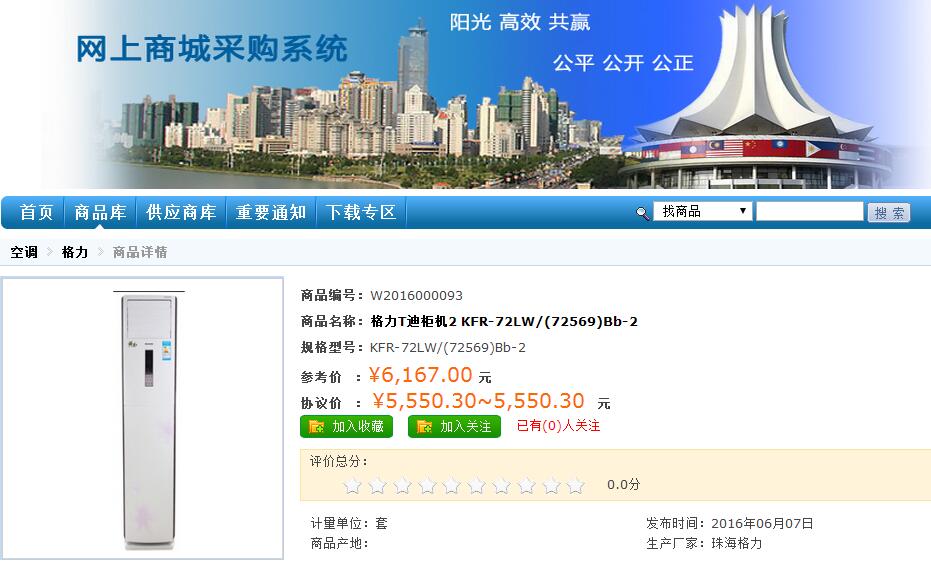 阳光 高效 共赢
网上商城采购系统
公平 公开 公正
首页 商品库 供应商库 重要通知 下载专区 找商品 搜 索
空调 格力 商品详情
商品编号： W2016000093
商品名称： 格力T迪柜机2 KFR-72LW/(72569)Bb-2
规格型号： KFR-72LW/(72569)Bb-2
参考价 ： ¥6,167.00 元
协议价 ： ¥5,550.30~5,550.30 元
加入收藏 加入关注 已有(0)人关注
评价总分：
0.0分
计量单位： 套 发布时间： 2016年06月07日
商品产地： 生产厂家： 珠海格力